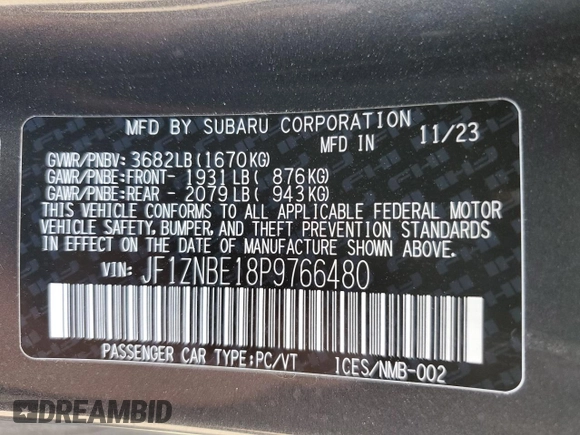 MFD BY SUBARU CORPORATION
MFD IN 11/23
GVWR/PNBV: 3682LB(1670KG)
GAWR/PNBE:FRONT- 1931LB( 876KG)
GAWR/PNBE:REAR - 2079LB( 943KG)
THIS VEHICLE CONFORMS TO ALL APPLICABLE FEDERAL MOTOR
VEHICLE SAFETY, BUMPER, AND THEFT PREVENTION STANDARDS
IN EFFECT ON THE DATE OF MANUFACTURE SHOWN ABOVE.
VIN: JF1ZNBE18P9766480
PASSENGER CAR TYPE:PC/VT ICES/NMB-002
DREAMBID